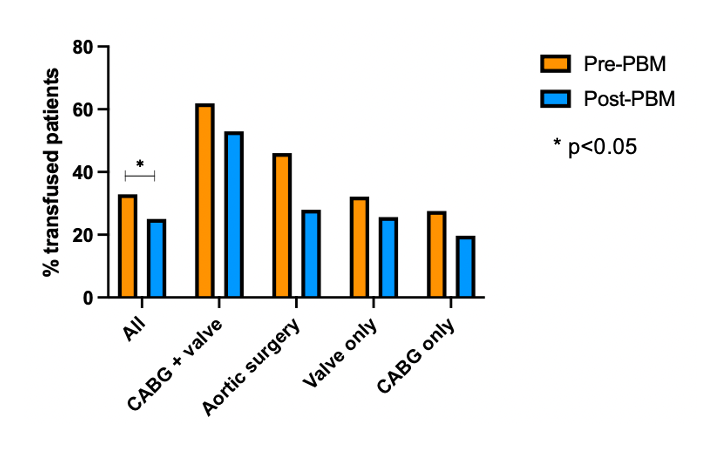 80
60
40
20
0
% transfused patients
*
All
CABG + valve
Aortic surgery
Valve only
CABG only
Pre-PBM
Post-PBM
* p<0.05